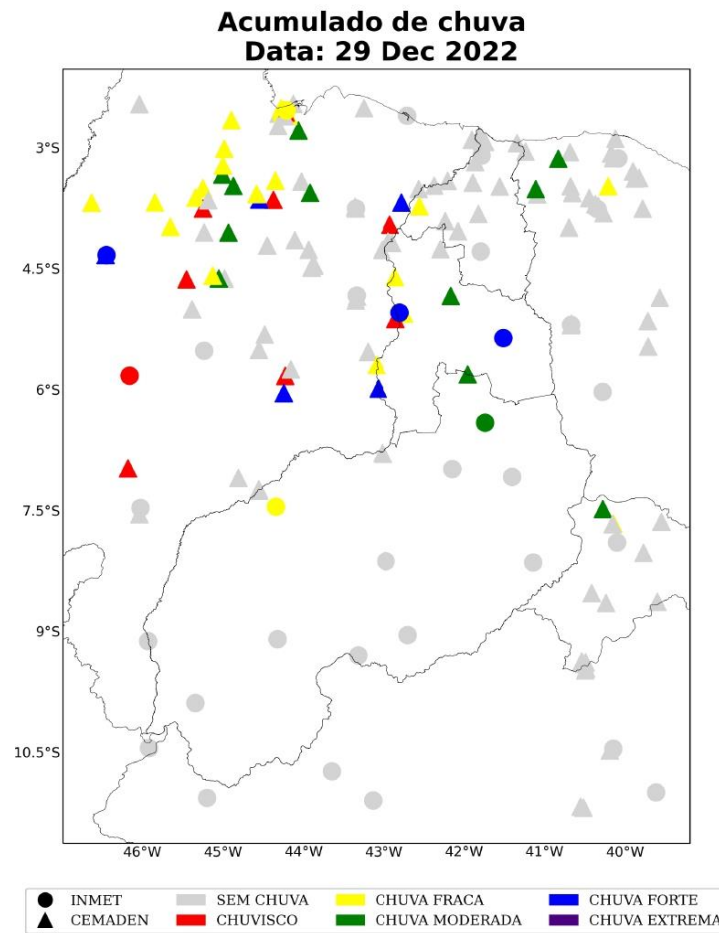 Acumulado de chuva
Data: 29 Dec 2022
3°S
4.5°S
6°S
7.5°S
9°S
10.5°S
46°W 45°W 44°W 43°W 42°W 41°W 40°W
INMET SEM CHUVA CHUVA FRACA CHUVA FORTE
CEMADEN CHUVISCO CHUVA MODERADA CHUVA EXTREMA